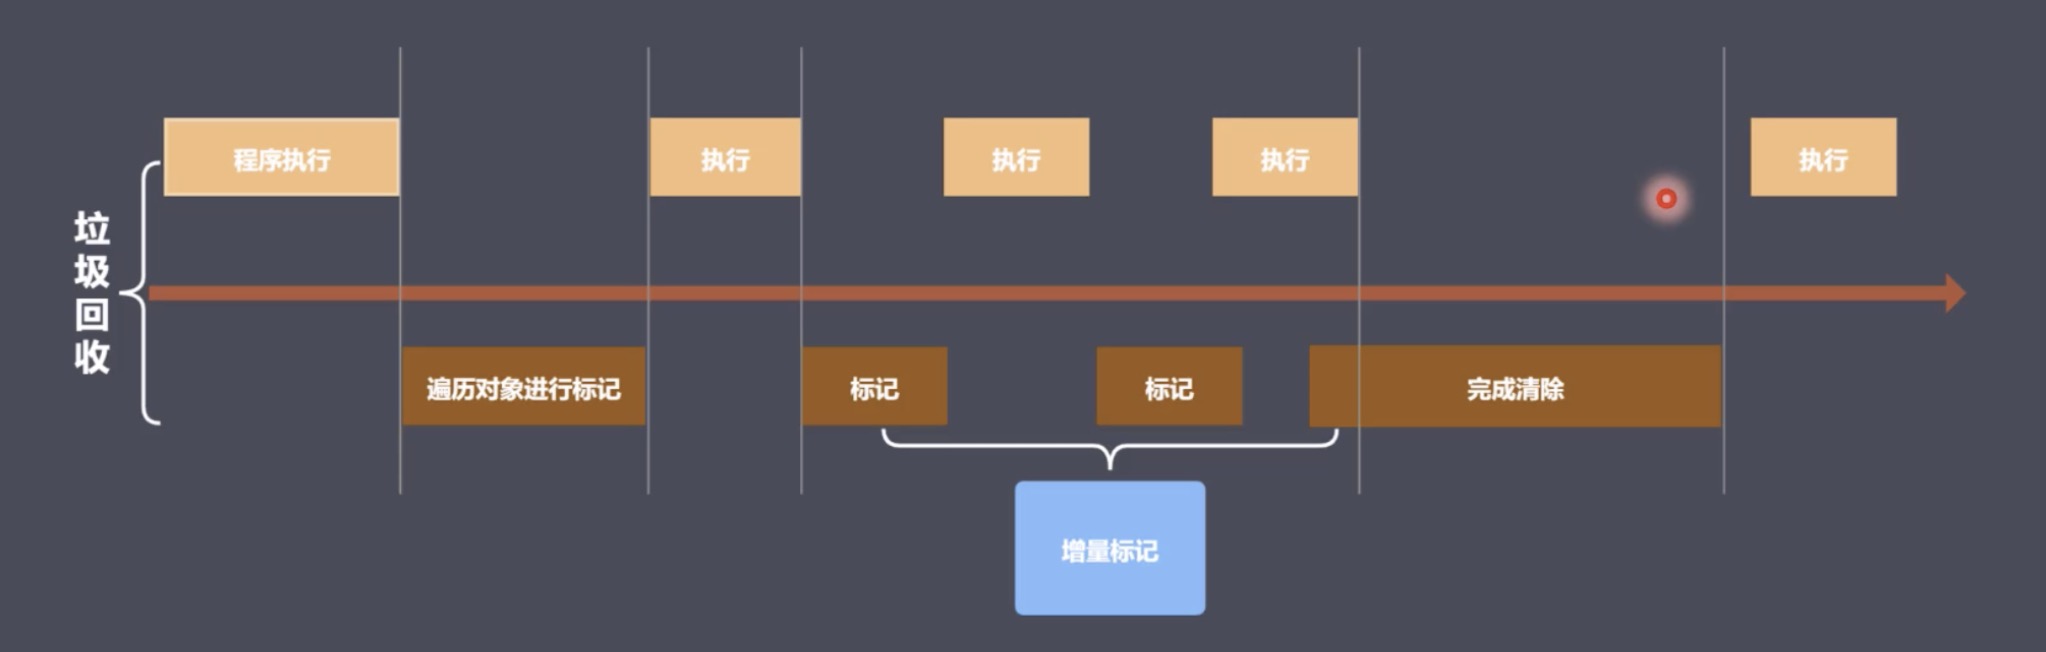 垃圾回收
程序执行
执行
执行
执行
执行
遍历对象进行标记
标记
标记
完成清除
增量标记